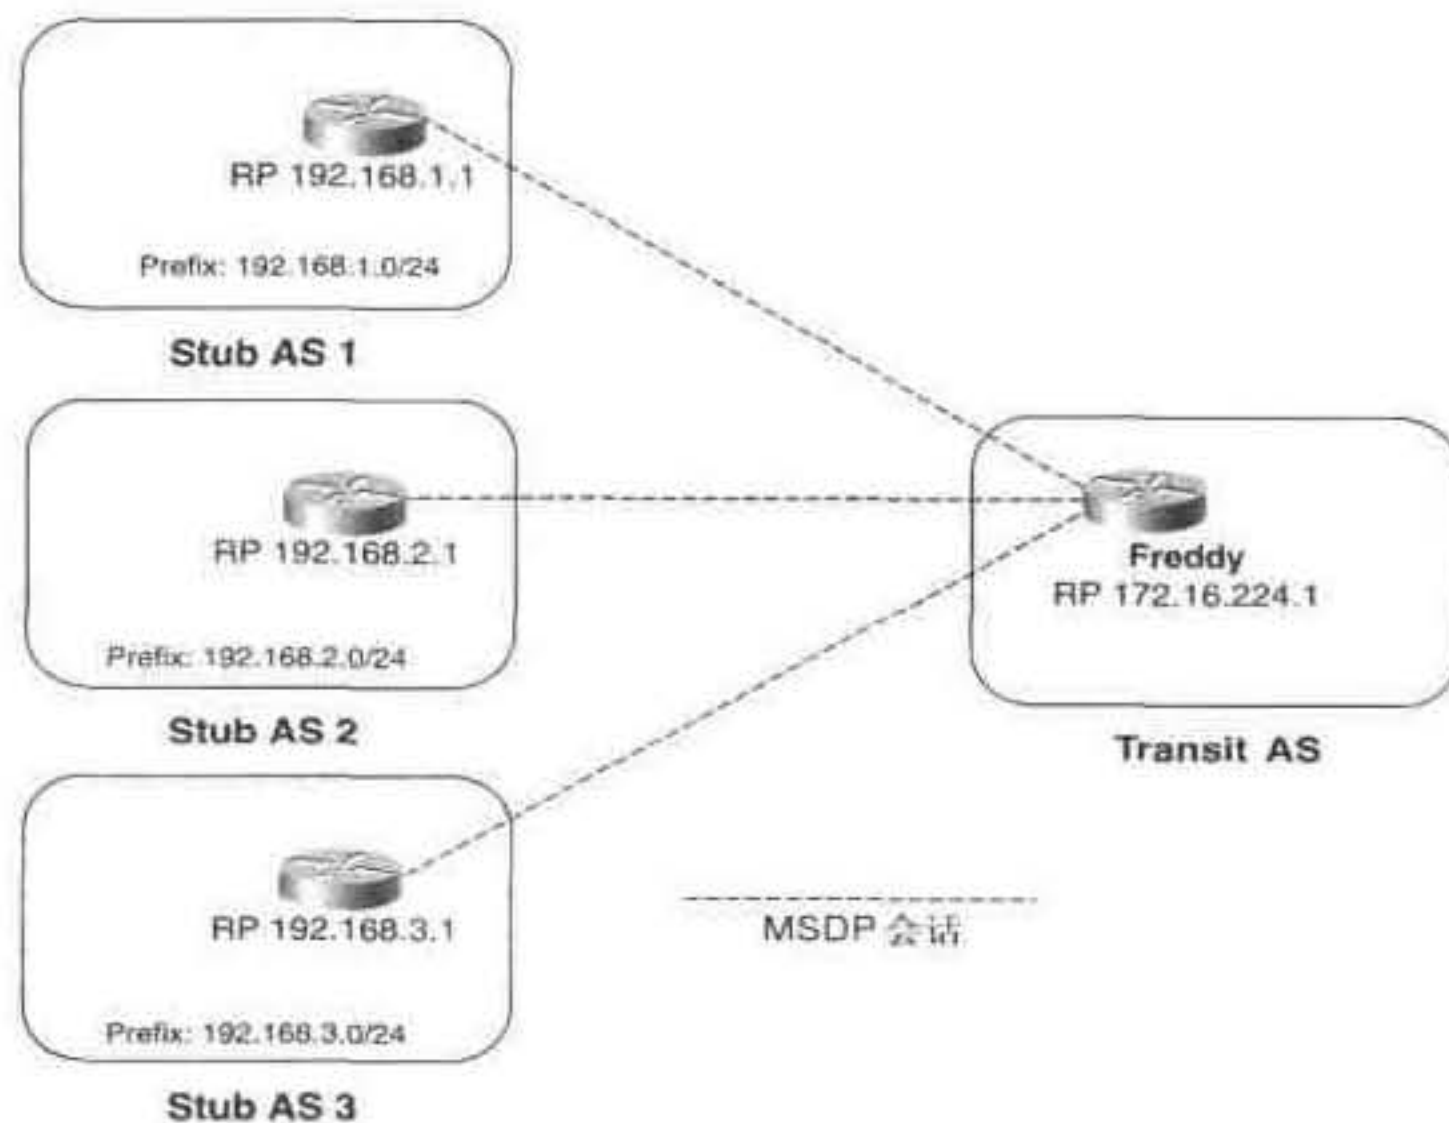 RP 192.168.1.1
Prefix: 192.168.1.0/24
Stub AS 1
RP 192.168.2.1
Prefix: 192.168.2.0/24
Stub AS 2
Freddy
RP 172.16.224.1
Transit AS
RP 192.168.3.1
Prefix: 192.168.3.0/24
Stub AS 3
MSDP 会话